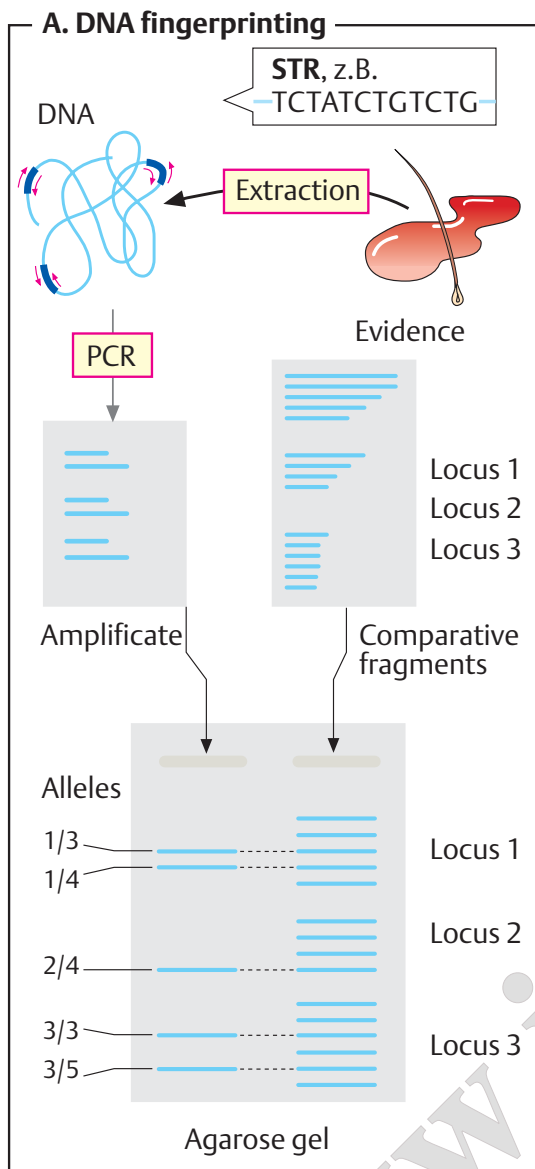 A. DNA fingerprinting
STR, z.B.
TCTATCTGTCTG
DNA
Extraction
Evidence
PCR
Locus 1
Locus 2
Locus 3
Amplificate
Comparative
fragments
Alleles
1/3
1/4
Locus 1
Locus 2
2/4
3/3
3/5
Locus 3
Agarose gel